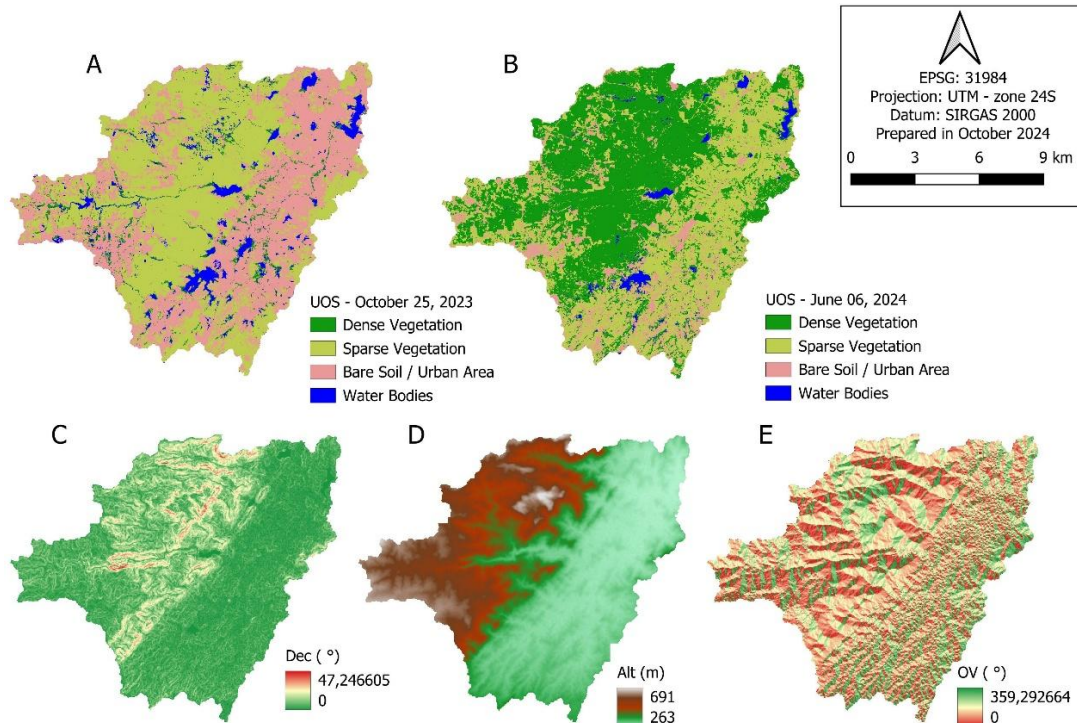 A
B
EPSG: 31984
Projection: UTM - zone 24S
Datum: SIRGAS 2000
Prepared in October 2024
0 3 6 9 km
UOS - October 25, 2023
Dense Vegetation
Sparse Vegetation
Bare Soil / Urban Area
Water Bodies
UOS - June 06, 2024
Dense Vegetation
Sparse Vegetation
Bare Soil / Urban Area
Water Bodies
C
D
E
Dec ( °)
47,246605
0
Alt (m)
691
263
OV ( °)
359,292664
0